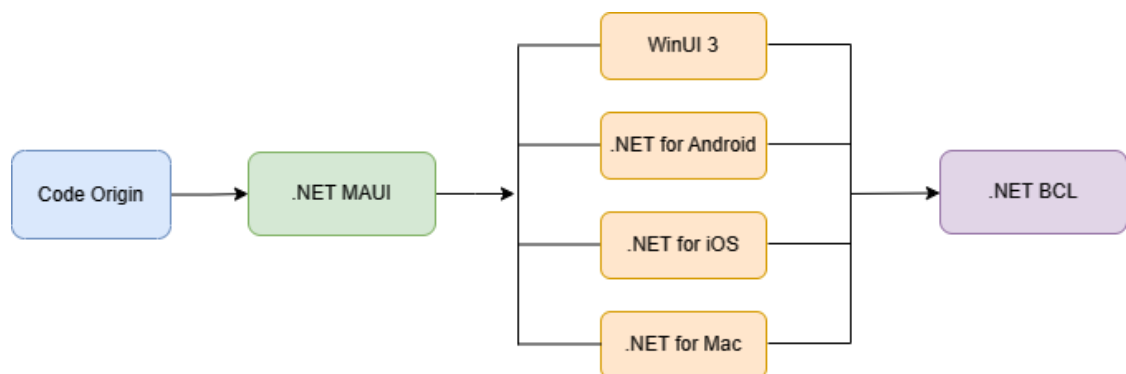 Code Origin
.NET MAUI
WinUI 3
.NET for Android
.NET for iOS
.NET for Mac
.NET BCL